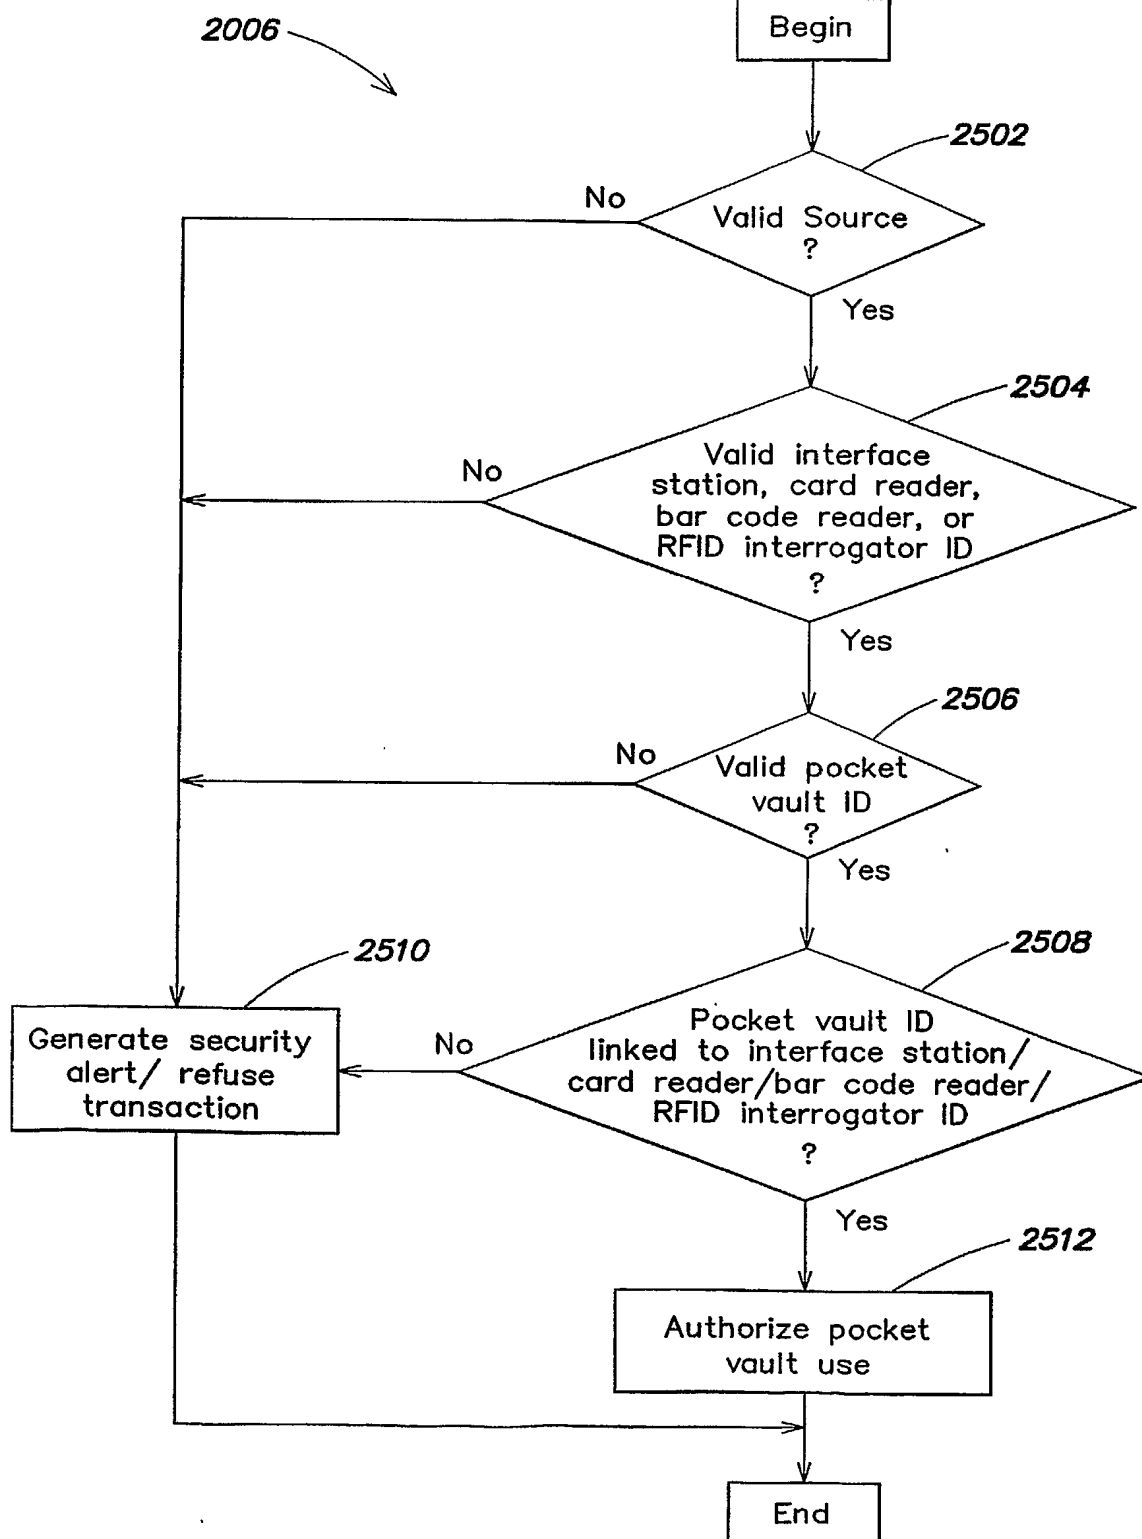 2006
Begin
2502
No
Valid Source
?
Yes
2504
No
Valid interface
station, card reader,
bar code reader, or
RFID interrogator ID
?
Yes
2506
No
Valid pocket
vault ID
?
Yes
2510
2508
Generate security
alert/ refuse
transaction
No
Pocket vault ID
linked to interface station/
card reader/bar code reader/
RFID interrogator ID
?
Yes
2512
Authorize pocket
vault use
End